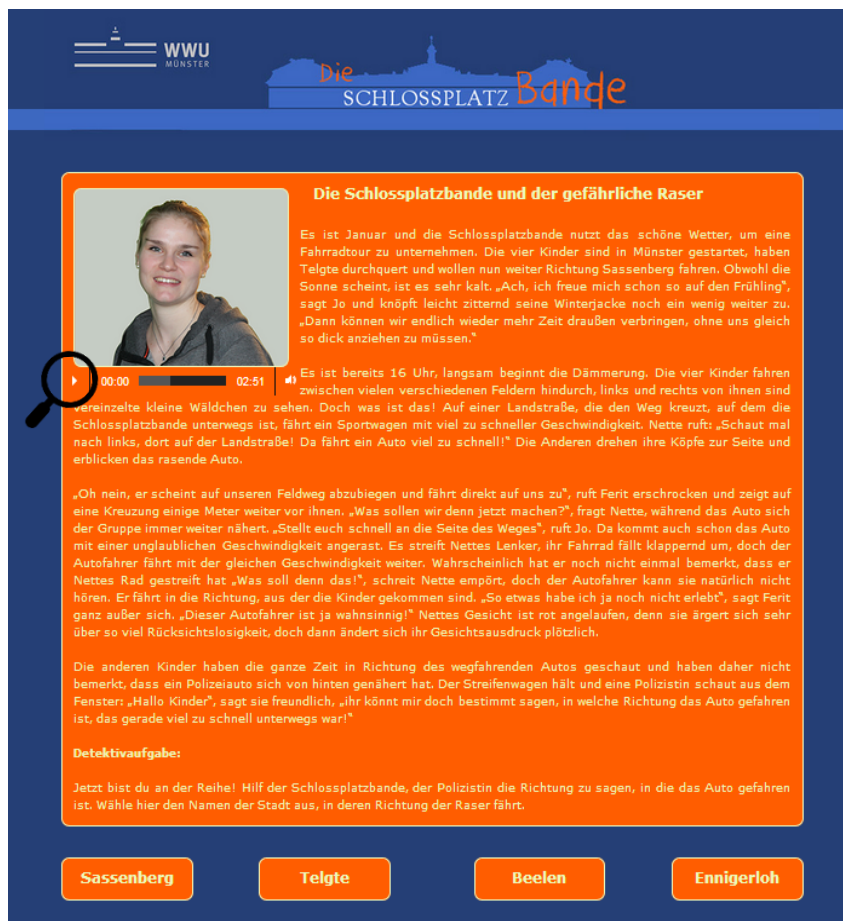 WWU
MÜNSTER
Die
SCHLOSSPLATZ Bande
Die Schlossplatzbande und der gefährliche Raser
Es ist Januar und die Schlossplatzbande nutzt das schöne Wetter, um eine
Fahrradtour zu unternehmen. Die vier Kinder sind in Münster gestartet, haben
Telgte durchquert und wollen nun weiter Richtung Sassenberg fahren. Obwohl die
Sonne scheint, ist es sehr kalt. „Ach, ich freue mich schon so auf den Frühling“,
sagt Jo und knöpft leicht zitternd seine Winterjacke noch ein wenig weiter zu.
„Dann können wir endlich wieder mehr Zeit draußen verbringen, ohne uns gleich
so dick anziehen zu müssen.“
00:00 02:51
Es ist bereits 16 Uhr, langsam beginnt die Dämmerung. Die vier Kinder fahren
zwischen vielen verschiedenen Feldern hindurch, links und rechts von ihnen sind
vereinzelte kleine Wäldchen zu sehen. Doch was ist das! Auf einer Landstraße, die den Weg kreuzt, auf dem die
Schlossplatzbande unterwegs ist, fährt ein Sportwagen mit viel zu schneller Geschwindigkeit. Nette ruft: „Schaut mal
nach links, dort auf der Landstraße! Da fährt ein Auto viel zu schnell!“ Die Anderen drehen ihre Köpfe zur Seite und
erblicken das rasende Auto.
„Oh nein, er scheint auf unseren Feldweg abzubiegen und fährt direkt auf uns zu“, ruft Ferit erschrocken und zeigt auf
eine Kreuzung einige Meter weiter vor ihnen. „Was sollen wir denn jetzt machen?“, fragt Nette, während das Auto sich
der Gruppe immer weiter nähert. „Stellt euch schnell an die Seite des Weges“, ruft Jo. Da kommt auch schon das Auto
mit einer unglaublichen Geschwindigkeit angerast. Es streift Nettes Lenker, ihr Fahrrad fällt klappernd um, doch der
Autofahrer fährt mit der gleichen Geschwindigkeit weiter. Wahrscheinlich hat er noch nicht einmal bemerkt, dass er
Nettes Rad gestreift hat „Was soll denn das!“, schreit Nette empört, doch der Autofahrer kann sie natürlich nicht
hören. Er fährt in die Richtung, aus der die Kinder gekommen sind. „So etwas habe ich ja noch nicht erlebt“, sagt Ferit
ganz außer sich. „Dieser Autofahrer ist ja wahnsinnig!“ Nettes Gesicht ist rot angelaufen, denn sie ärgert sich sehr
über so viel Rücksichtslosigkeit, doch dann ändert sich ihr Gesichtsausdruck plötzlich.
Die anderen Kinder haben die ganze Zeit in Richtung des wegfahrenden Autos geschaut und haben daher nicht
bemerkt, dass ein Polizeiauto sich von hinten genähert hat. Der Streifenwagen hält und eine Polizistin schaut aus dem
Fenster: „Hallo Kinder“, sagt sie freundlich, „ihr könnt mir doch bestimmt sagen, in welche Richtung das Auto gefahren
ist, das gerade viel zu schnell unterwegs war!“
Detektivaufgabe:
Jetzt bist du an der Reihe! Hilf der Schlossplatzbande, der Polizistin die Richtung zu sagen, in die das Auto gefahren
ist. Wähle hier den Namen der Stadt aus, in deren Richtung der Raser fährt.
Sassenberg Telgte Beelen Ennigerloh